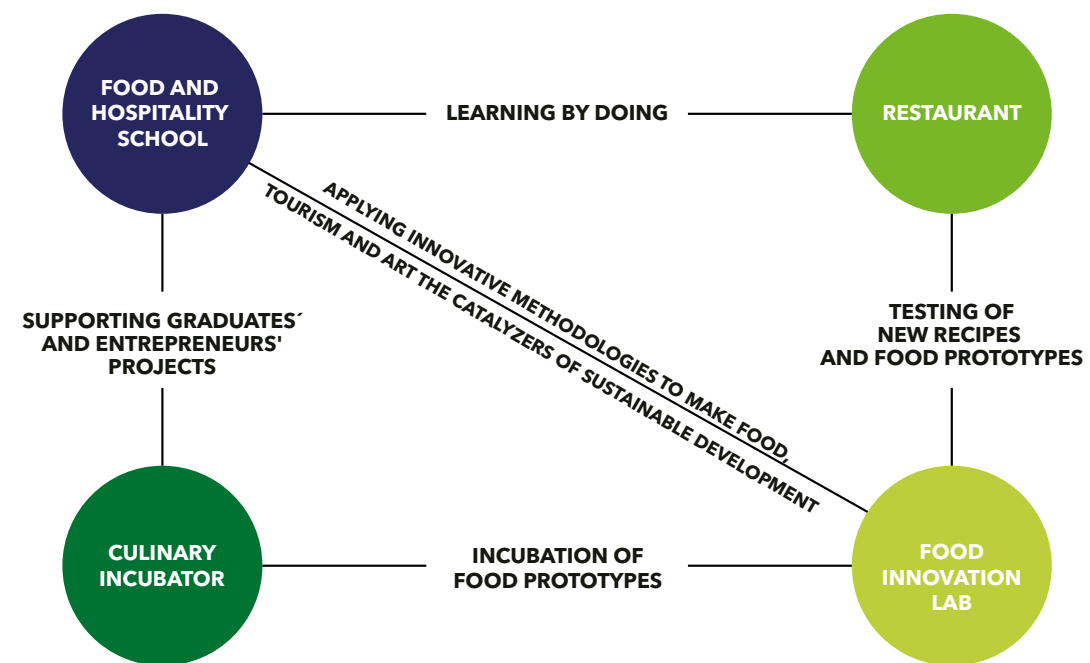 FOOD AND
HOSPITALITY
SCHOOL
LEARNING BY DOING
RESTAURANT
APPLYING INNOVATIVE METHODOLOGIES TO MAKE FOOD,
TOURISM AND ART THE CATALYZERS OF SUSTAINABLE DEVELOPMENT
SUPPORTING GRADUATES´
AND ENTREPRENEURS'
PROJECTS
TESTING OF
NEW RECIPES
AND FOOD PROTOTYPES
CULINARY
INCUBATOR
INCUBATION OF
FOOD PROTOTYPES
FOOD
INNOVATION
LAB